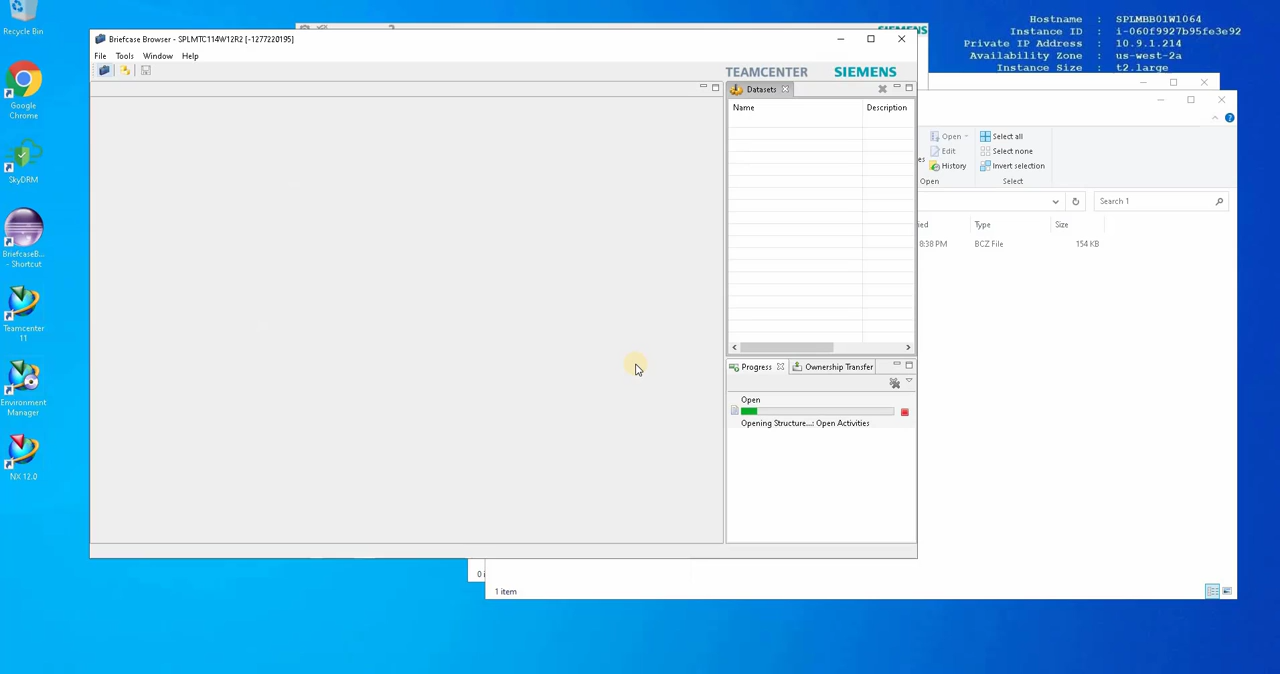 Recycle Bin
Google
Chrome
SkyDRM
BriefcaseB...
- Shortcut
Teamcenter
11
Environment
Manager
NX 12.0
Hostname : SPLMBB01W1064
Instance ID : i-060f9927b95fe3e92
Private IP Address : 10.9.1.214
Availability Zone : us-west-2a
Instance Size : t2.large
SIEMENS
Briefcase Browser - SPLMTC114W12R2 [-1277220195]
File Tools Window Help
TEAMCENTER SIEMENS
Datasets
Name Description
Progress Ownership Transfer
Open
Opening Structure...: Open Activities
Open
Edit
History
Open
Select all
Select none
Invert selection
Select
Search 1
Type Size
8:38 PM BCZ File 154 KB
0 i
1 item